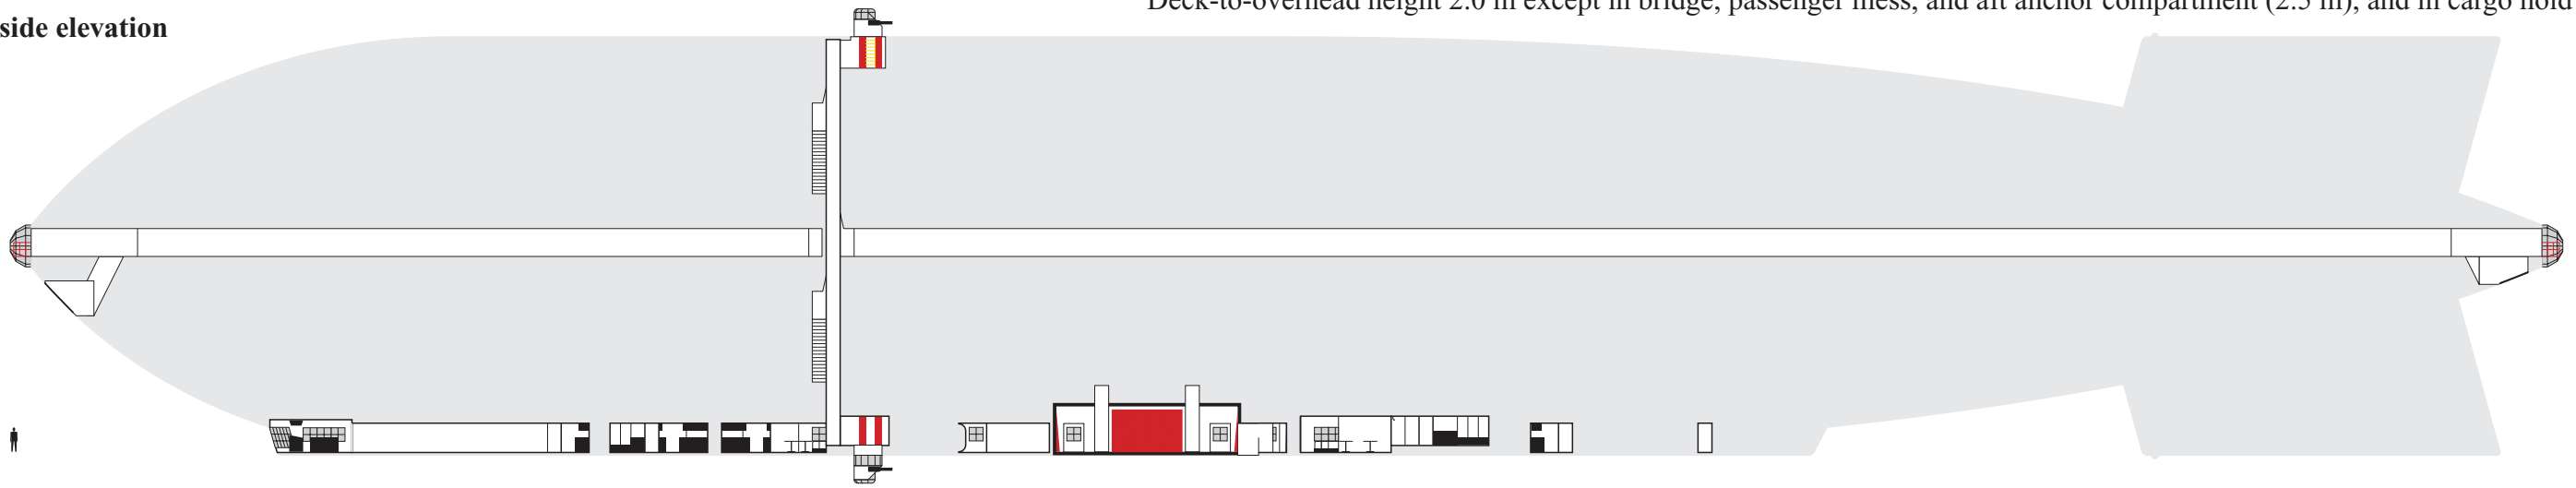 Deck-to-overhead height 2.0 m except in bridge, passenger mess, and aft anchor compartment (2.5 m), and in cargo hold
side elevation